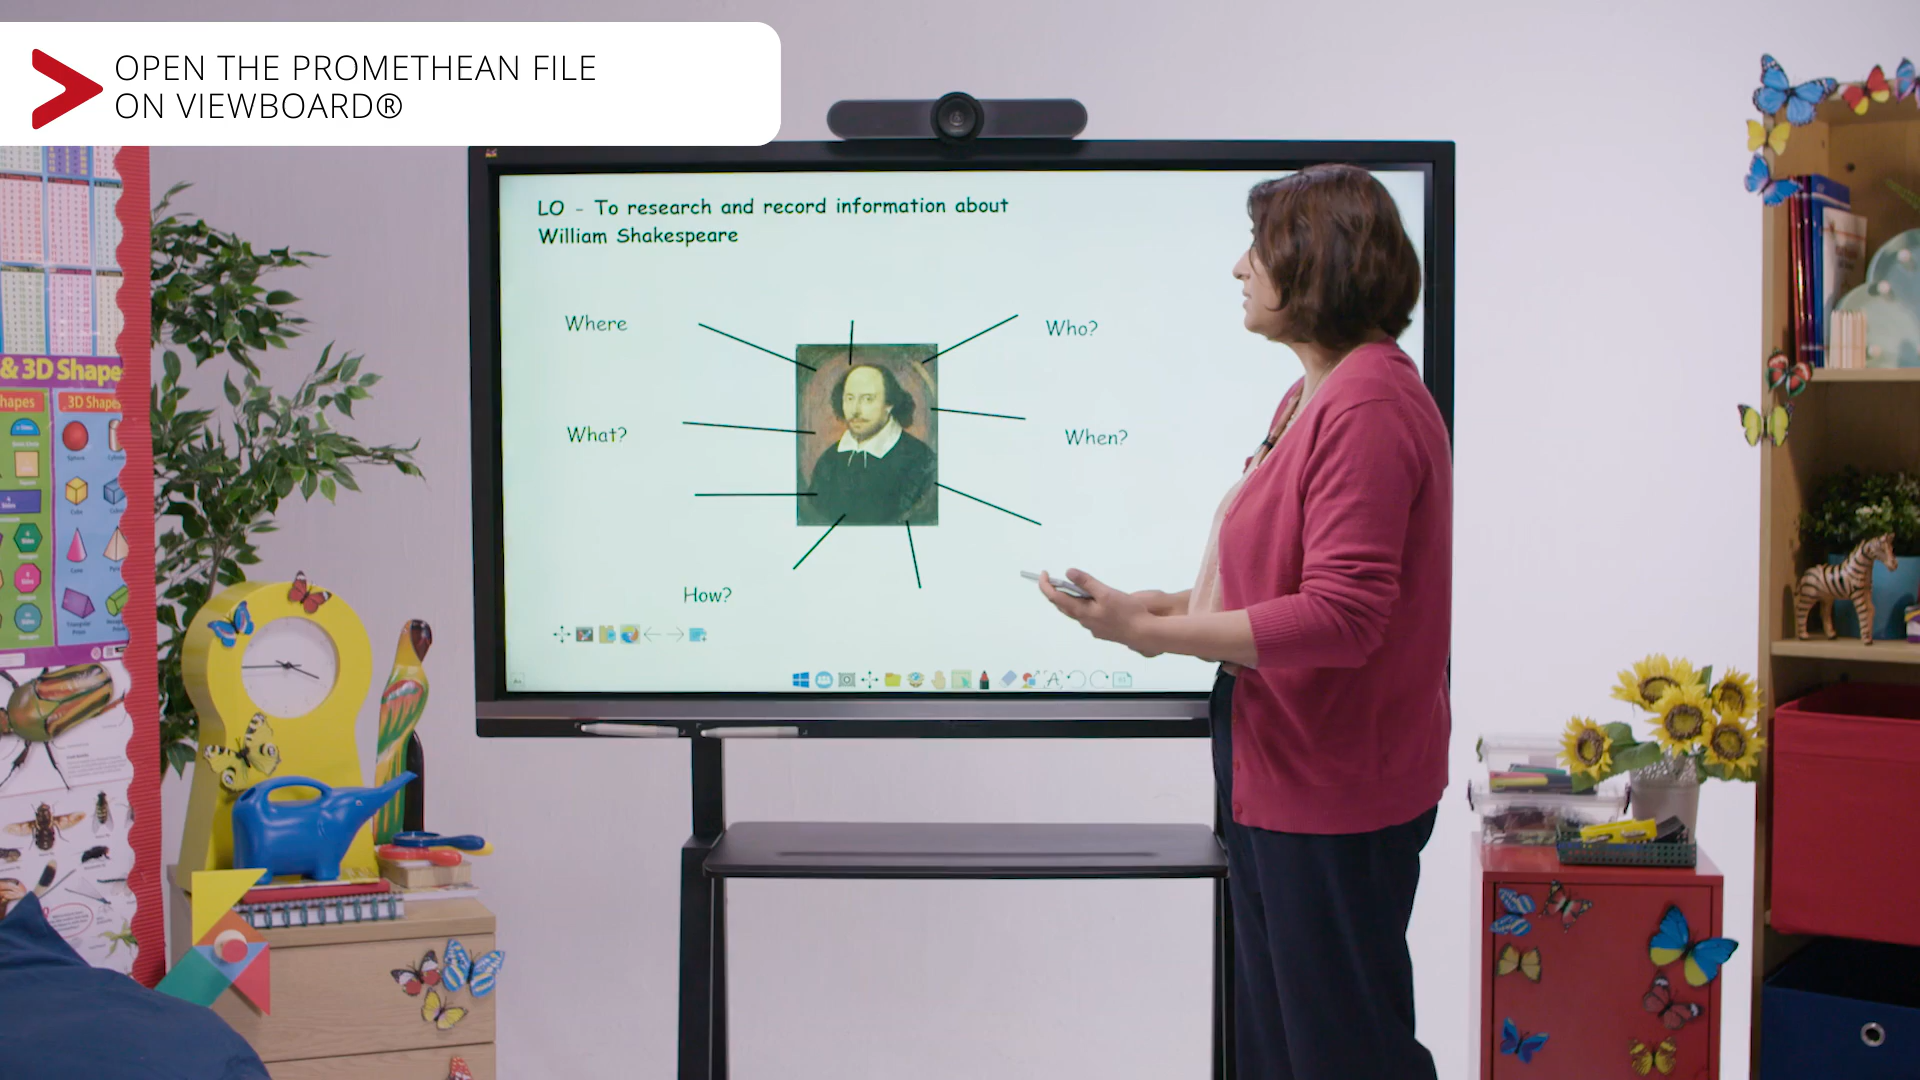 OPEN THE PROMETHEAN FILE
ON VIEWBOARD®
LO - To research and record information about
William Shakespeare
Where
Who?
What?
When?
How?
& 3D Shape
hapes
3D Shapes